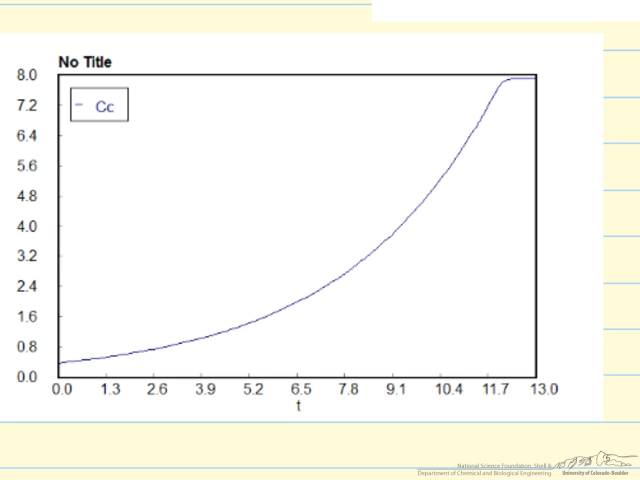 No Title
8.0
Cc
7.2
6.4
5.6
4.8
4.0
3.2
2.4
1.6
0.8
0.0
0.0 1.3 2.6 3.9 5.2 6.5 7.8 9.1 10.4 11.7 13.0
t
National Science Foundation, Shell &
Department of Chemical and Biological Engineering
University of Colorado-Boulder